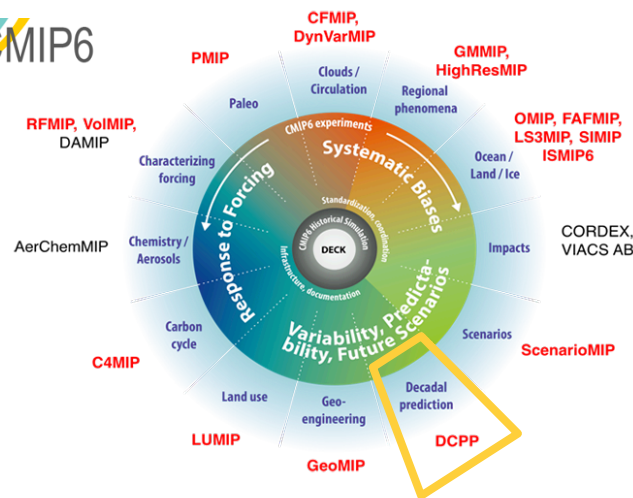 CMIP6
CFMIP,
DynVarMIP
PMIP
GMMIP,
HighResMIP
Clouds /
Circulation
Paleo
Regional
phenomena
RFMIP, VolMIP,
DAMIP
OMIP, FAFMIP,
LS3MIP, SIMIP
ISMIP6
CMIP6 experiments
Characterizing
forcing
Systematic Biases
Ocean /
Land / Ice
Response to Forcing
Standardization, coordination
CMIP6 Historical Simulation
DECK
Infrastructure, documentation
AerChemMIP
Chemistry /
Aerosols
Impacts
CORDEX,
VIACS AB
Variability, Predicta-
bility, Future Scenarios
Carbon
cycle
Scenarios
C4MIP
ScenarioMIP
Land use
Geo-
engineering
Decadal
prediction
LUMIP
GeoMIP
DCPP